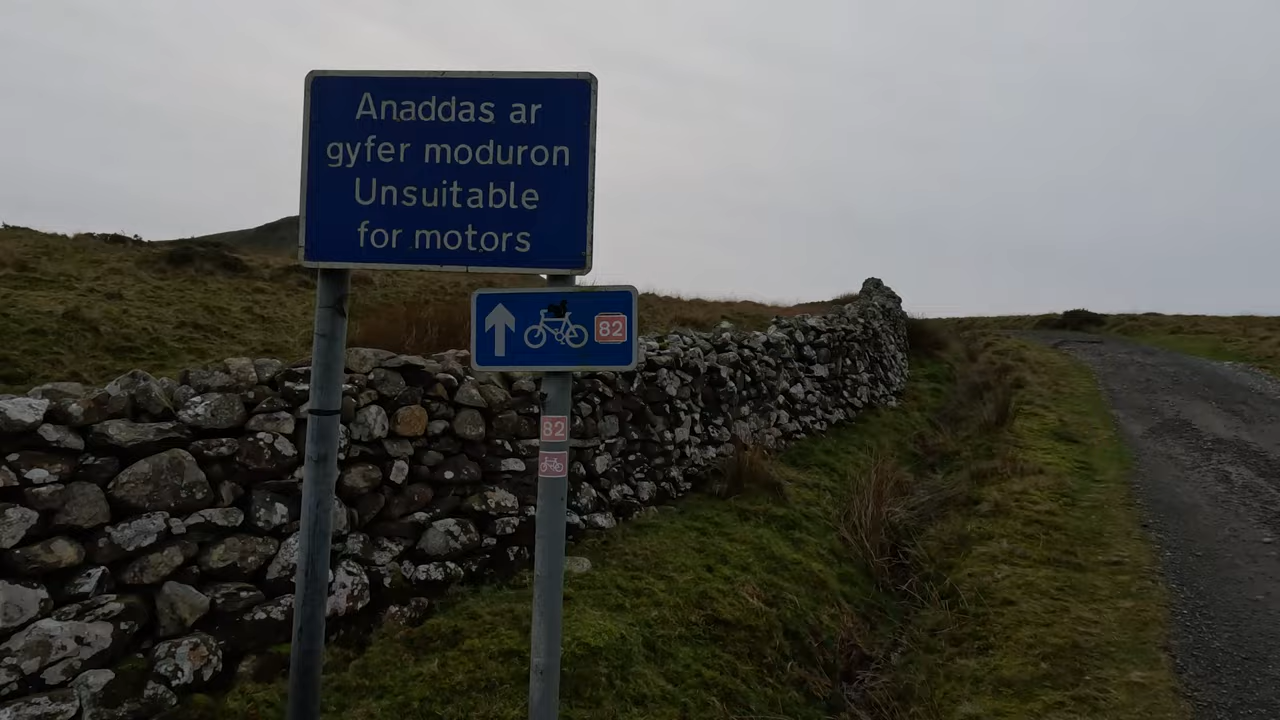 Anaddas ar
gyfer moduron
Unsuitable
for motors
82
82